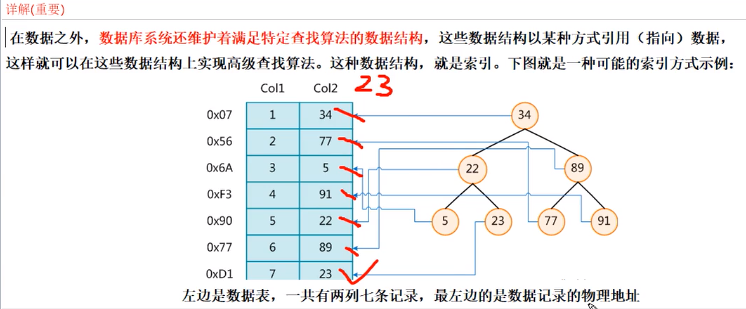 详解(重要)
在数据之外，数据库系统还维护着满足特定查找算法的数据结构，这些数据结构以某种方式引用（指向）数据，
这样就可以在这些数据结构上实现高级查找算法。这种数据结构，就是索引。下图就是一种可能的索引方式示例：
Col1 Col2 23
0x07 1 34 34
0x56 2 77
0x6A 3 5 22 89
0xF3 4 91
0x90 5 22 5 23 77 91
0x77 6 89
0xD1 7 23
左边是数据表，一共有两列七条记录，最左边的是数据记录的物理地址